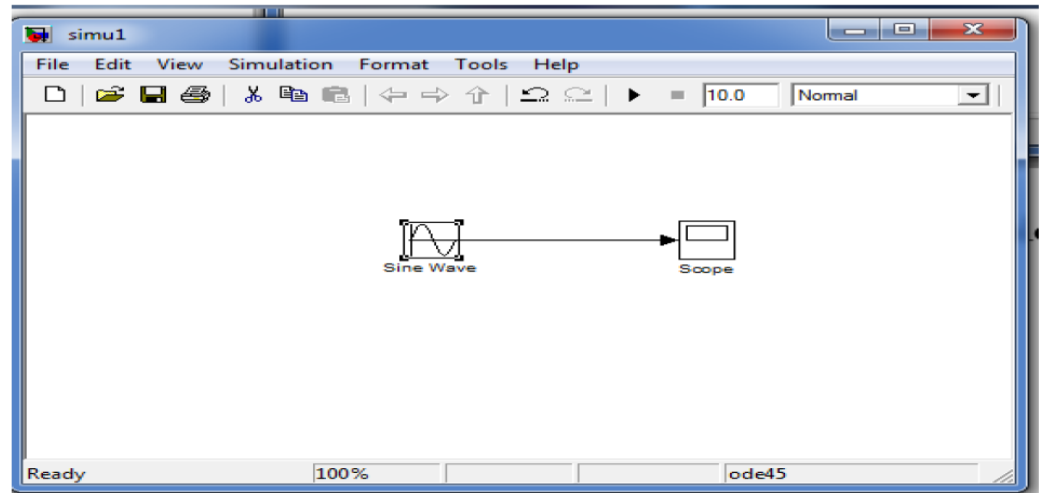 simu1
File Edit View Simulation Format Tools Help
10.0 Normal
Sine Wave Scope
Ready 100% ode45